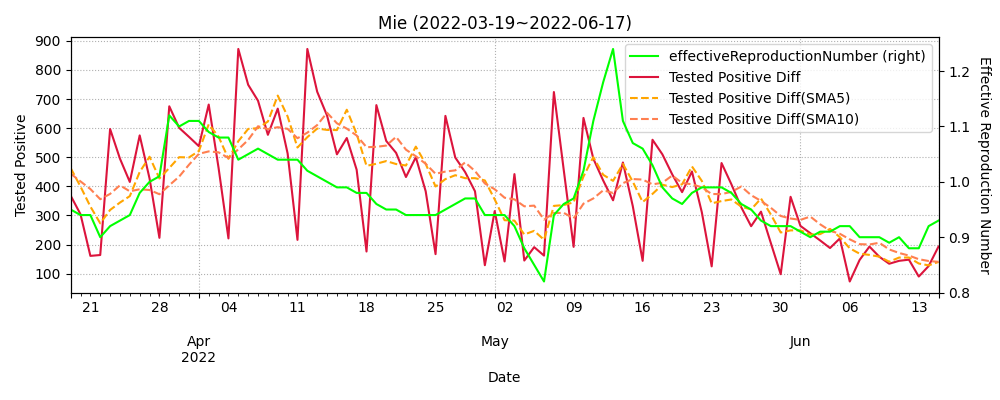 Mie (2022-03-19~2022-06-17)
effectiveReproductionNumber (right)
Tested Positive Diff
Tested Positive Diff(SMA5)
Tested Positive Diff(SMA10)
Tested Positive
900
800
700
600
500
400
300
200
100
Effective Reproduction Number
1.2
1.1
1.0
0.9
0.8
21 28 04 11 18 25 02 09 16 23 30 06 13
Apr May Jun
2022
Date